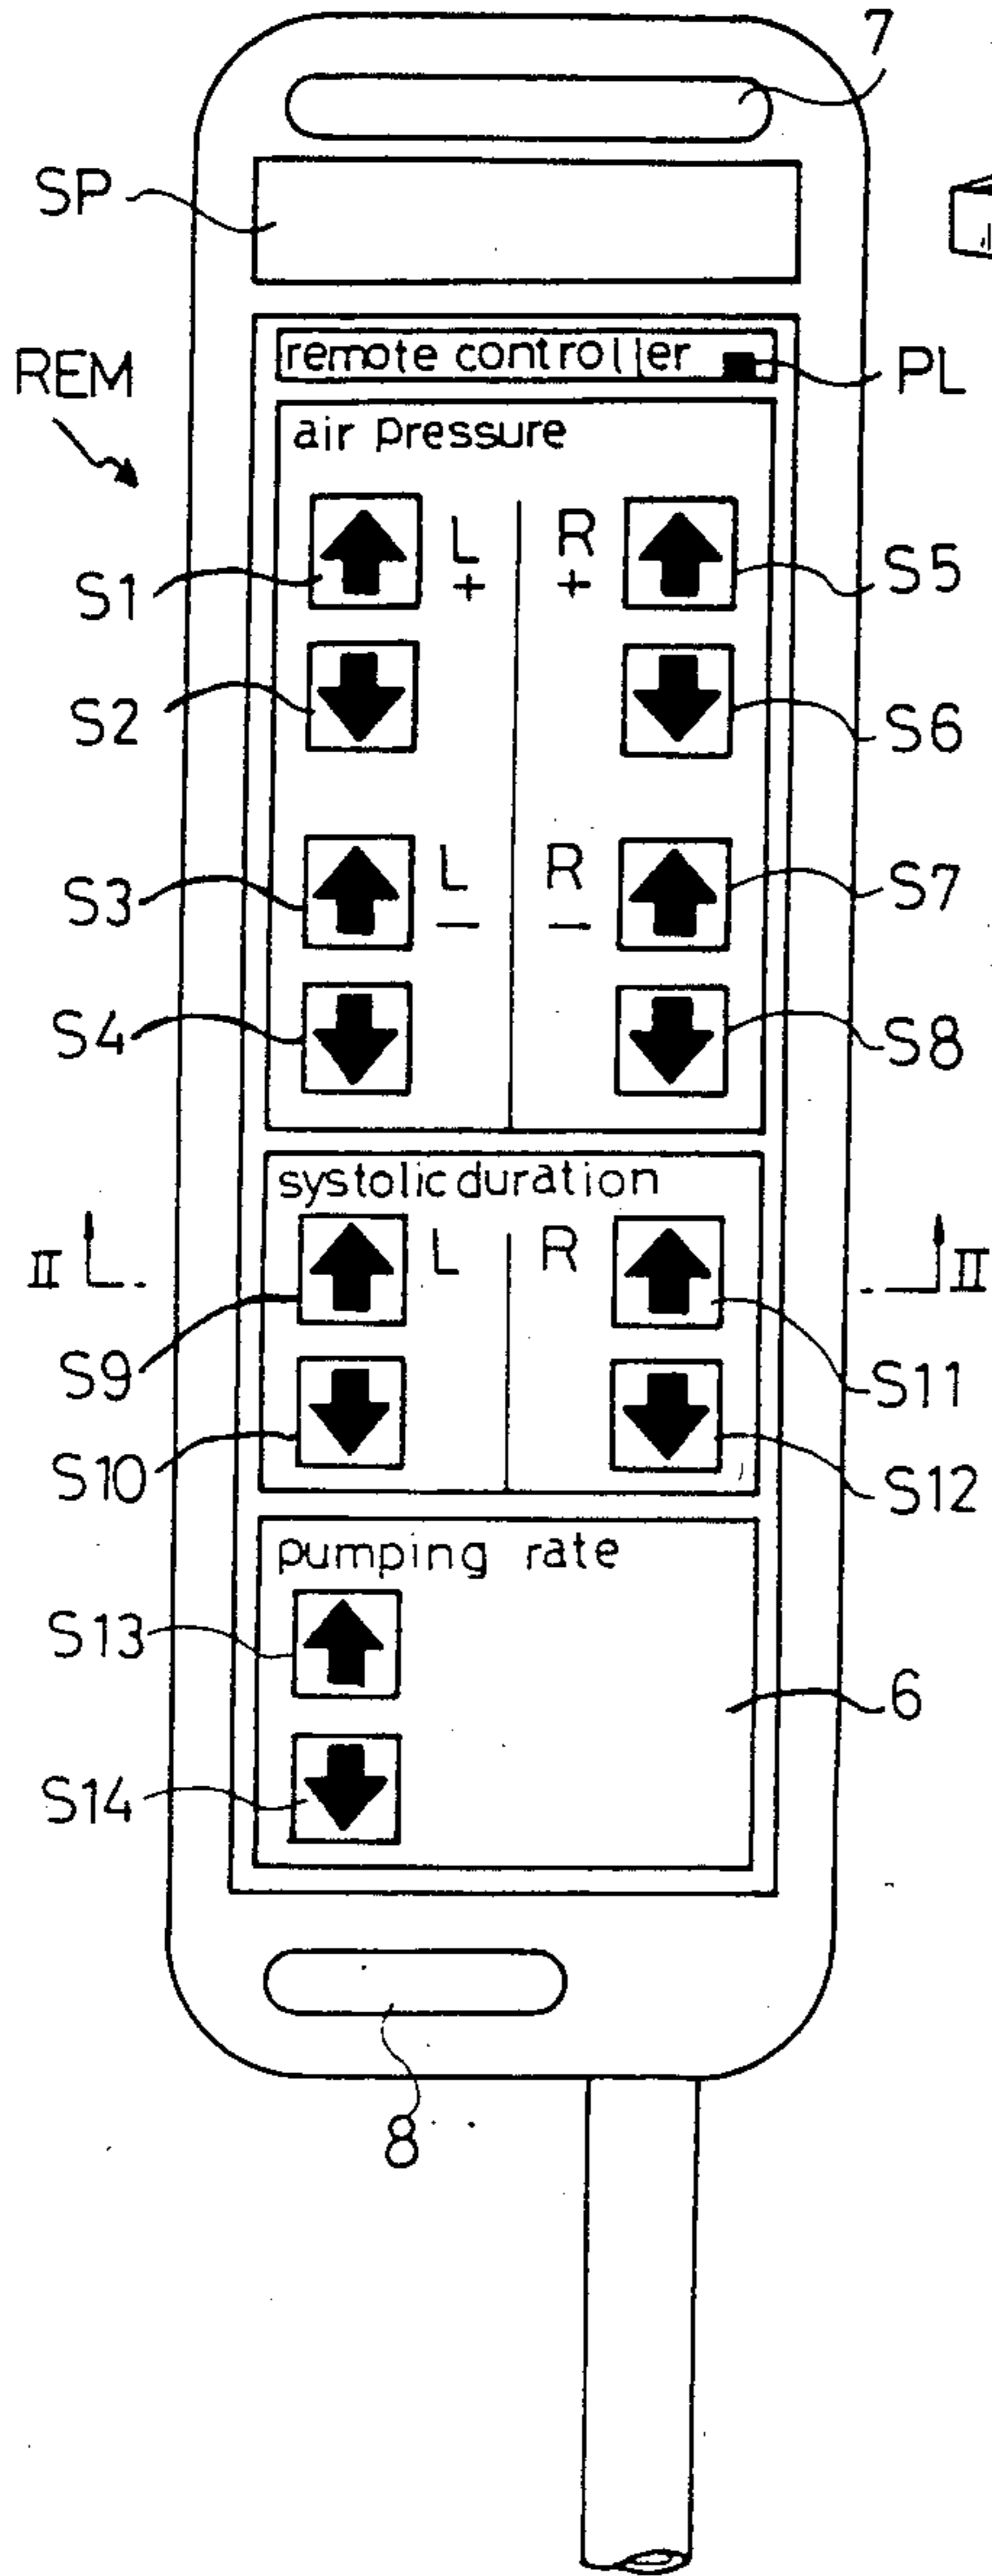 7
SP
remote controller
REM
PL
air pressure
L R
+ +
S1 S5
S2 S6
L R
− −
S3 S7
S4 S8
systolic duration
L R
II II
S9 S11
S10 S12
pumping rate
S13
6
S14
8